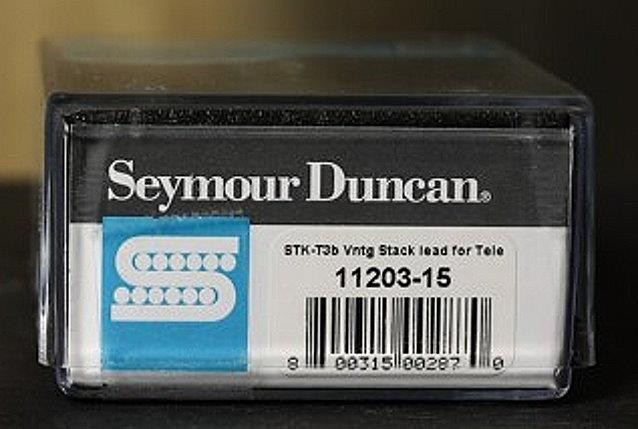 Seymour Duncan®
STK-T3b Vntg Stack lead for Tele
11203-15
8 00315 00287 0